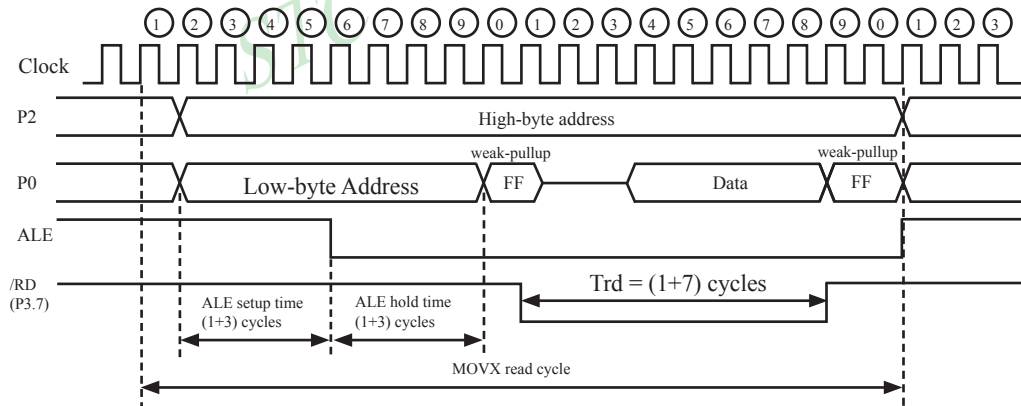 1 2 3 4 5 6 7 8 9 0 1 2 3 4 5 6 7 8 9 0 1 2 3
Clock
P2 High-byte address
weak-pullup weak-pullup
P0 Low-byte Address FF Data FF
ALE
/RD
(P3.7)
Trd = (1+7) cycles
ALE setup time
(1+3) cycles
ALE hold time
(1+3) cycles
MOVX read cycle